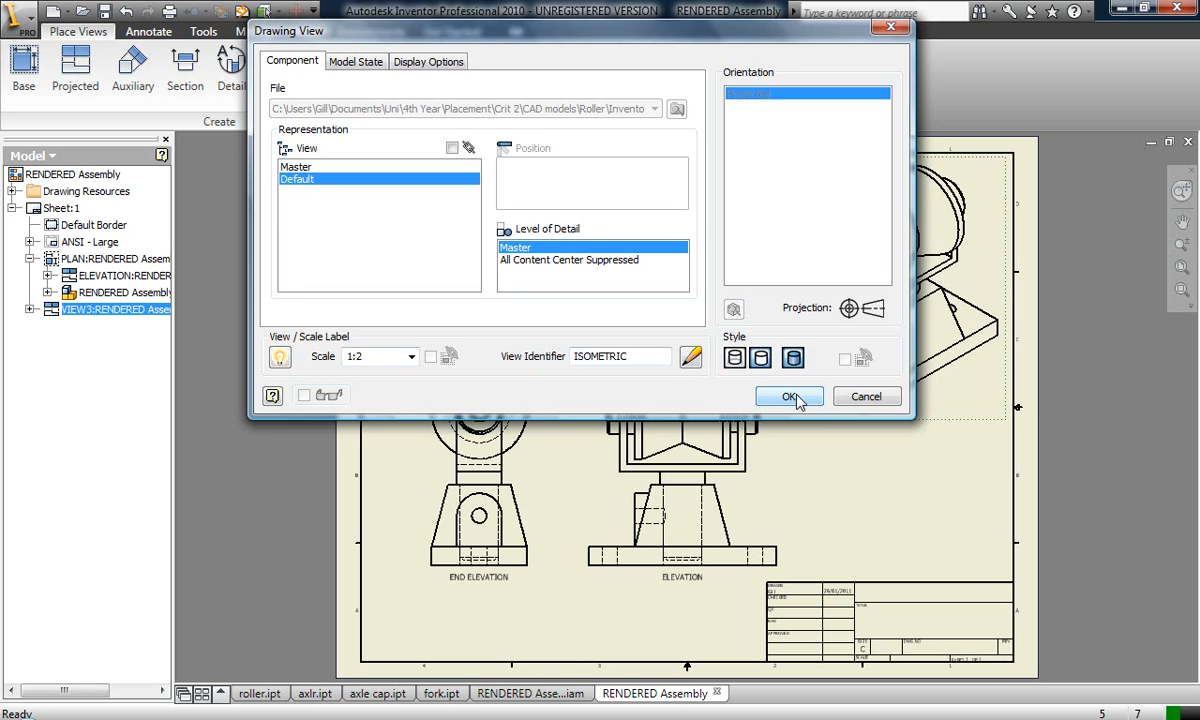 Autodesk Inventor Professional 2010 - UNREGISTERED VERSION RENDERED Assembly
Type a keyword or phrase
PRO
Place Views Annotate Tools
Base Projected Auxiliary Section Detail
Create
Drawing View
Component Model State Display Options
File
C:\Users\Gill\Documents\Uni\4th Year\Placement\Crit 2\CAD models\Roller\Invento
Representation
View
Master
Default
Position
Level of Detail
Master
All Content Center Suppressed
Orientation
Projection:
View / Scale Label
Scale 1:2
View Identifier ISOMETRIC
Style
OK Cancel
Model
RENDERED Assembly
Drawing Resources
Sheet:1
Default Border
ANSI - Large
PLAN:RENDERED Assem
ELEVATION:RENDER
RENDERED Assembly
VIEW3:RENDERED Asse
END ELEVATION
ELEVATION
26/01/2011
C
roller.ipt axlr.ipt axle cap.ipt fork.ipt RENDERED Asse...iam RENDERED Assembly
Ready
5 7